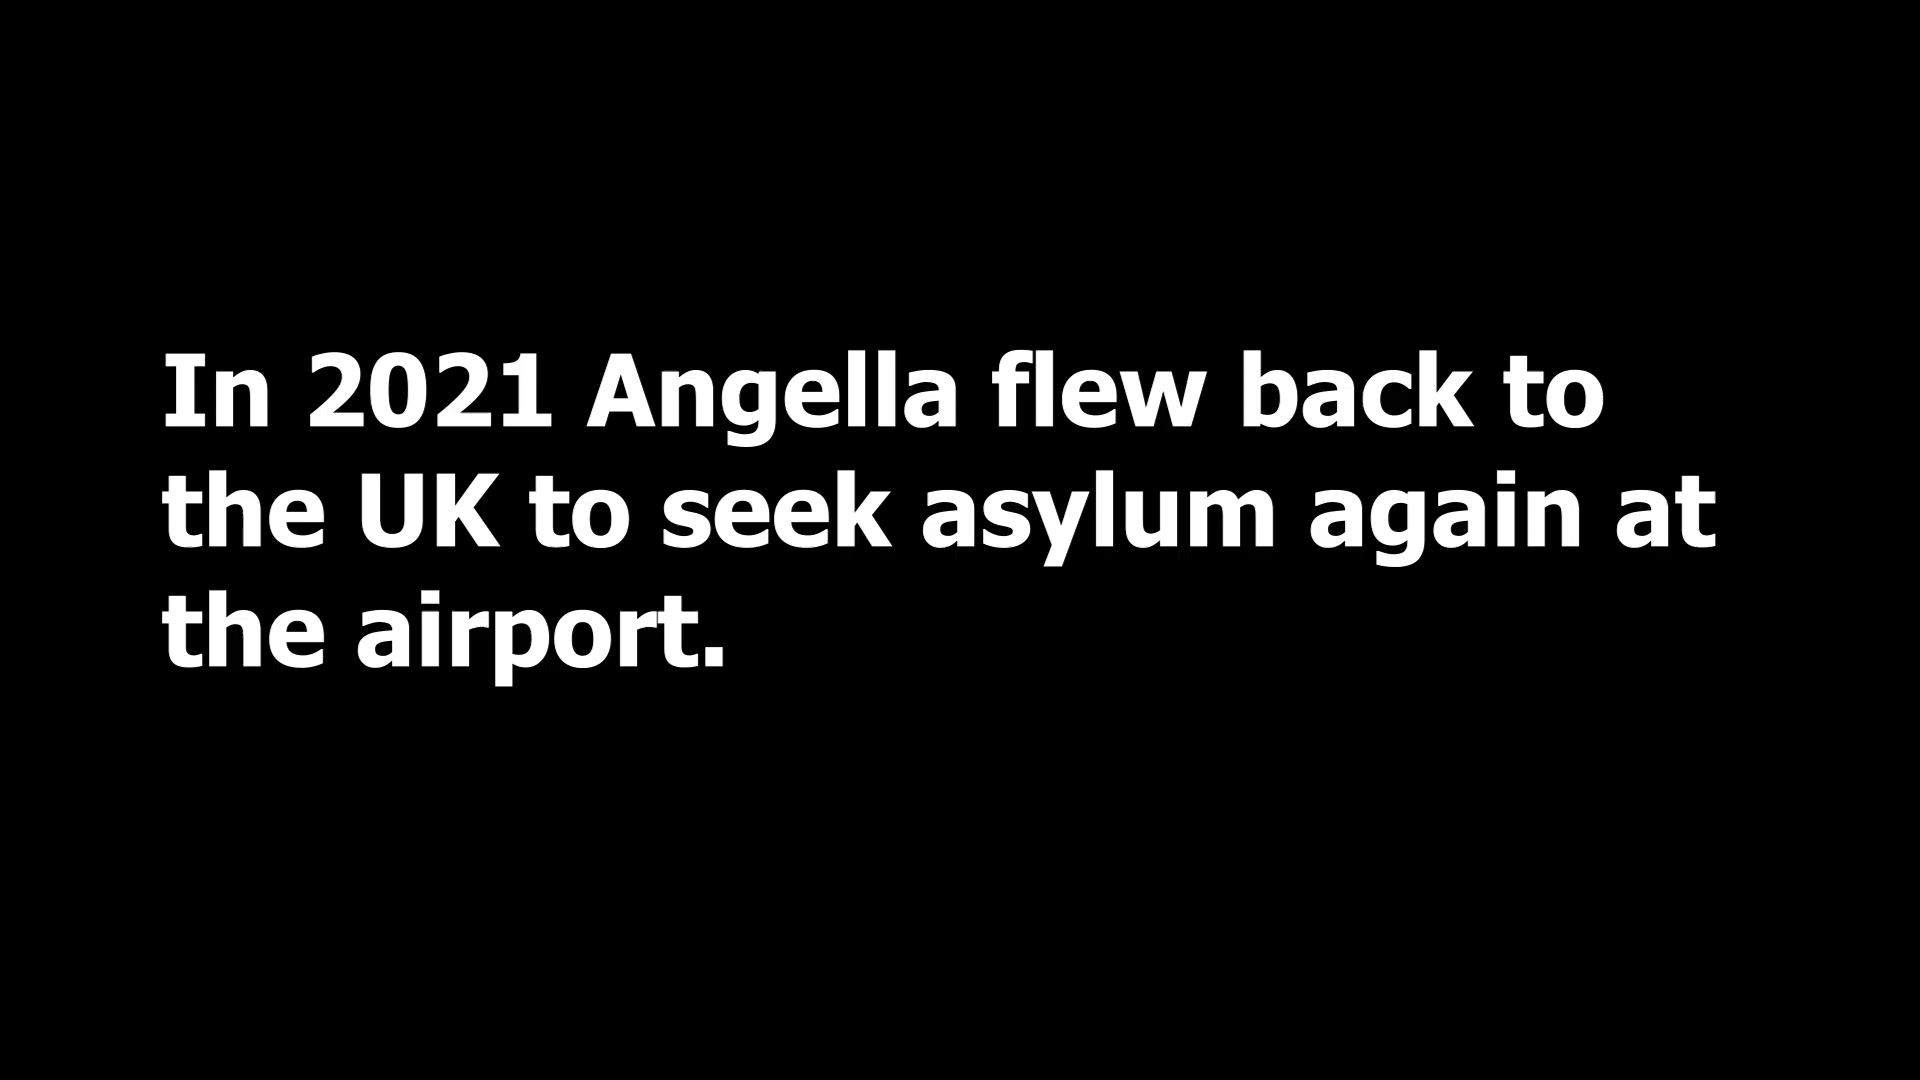 In 2021 Angella flew back to
the UK to seek asylum again at
the airport.